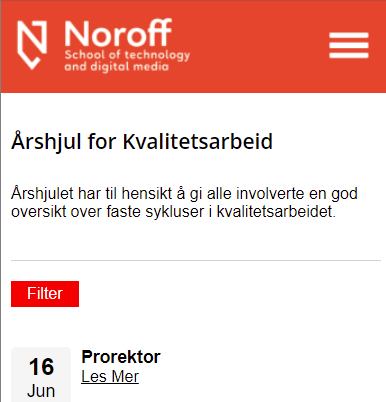 Noroff
School of technology
and digital media
Årshjul for Kvalitetsarbeid
Årshjulet har til hensikt å gi alle involverte en god
oversikt over faste sykluser i kvalitetsarbeidet.
Filter
16
Jun
Prorektor
Les Mer